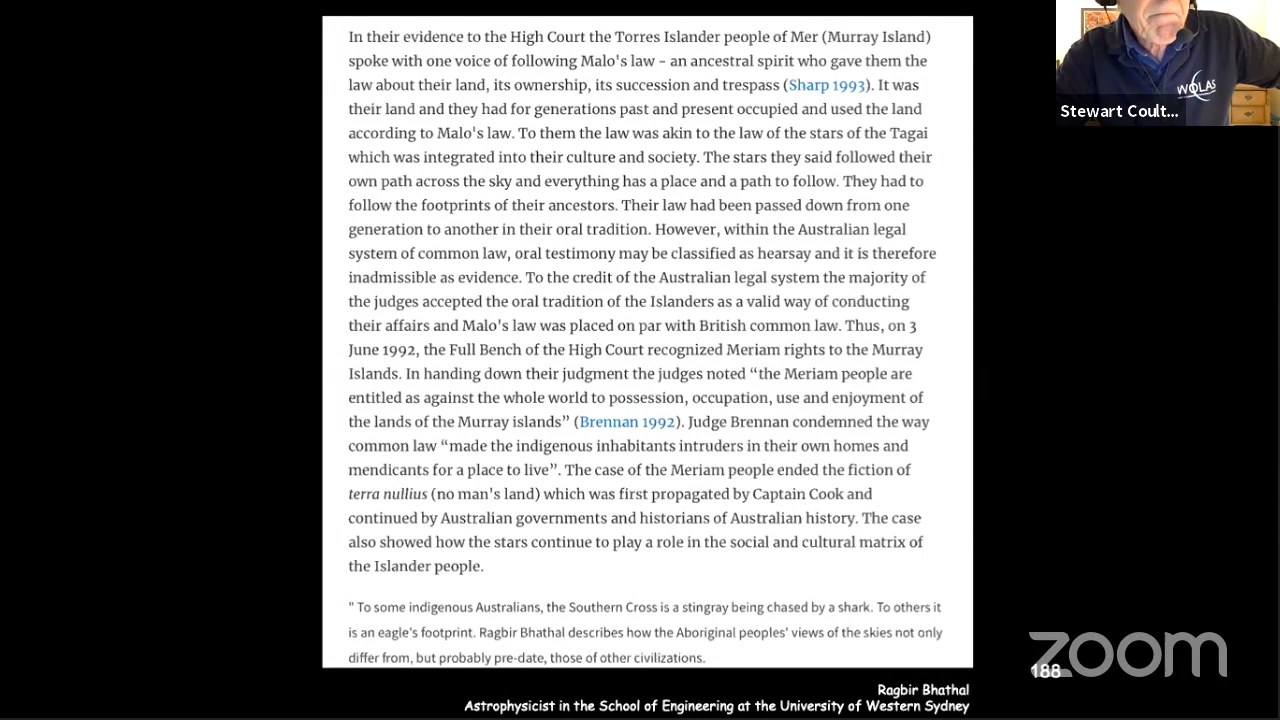 In their evidence to the High Court the Torres Islander people of Mer (Murray Island)
spoke with one voice of following Malo's law - an ancestral spirit who gave them the
law about their land, its ownership, its succession and trespass (Sharp 1993). It was
their land and they had for generations past and present occupied and used the land
according to Malo's law. To them the law was akin to the law of the stars of the Tagai
which was integrated into their culture and society. The stars they said followed their
own path across the sky and everything has a place and a path to follow. They had to
follow the footprints of their ancestors. Their law had been passed down from one
generation to another in their oral tradition. However, within the Australian legal
system of common law, oral testimony may be classified as hearsay and it is therefore
inadmissible as evidence. To the credit of the Australian legal system the majority of
the judges accepted the oral tradition of the Islanders as a valid way of conducting
their affairs and Malo's law was placed on par with British common law. Thus, on 3
June 1992, the Full Bench of the High Court recognized Meriam rights to the Murray
Islands. In handing down their judgment the judges noted “the Meriam people are
entitled as against the whole world to possession, occupation, use and enjoyment of
the lands of the Murray islands” (Brennan 1992). Judge Brennan condemned the way
common law “made the indigenous inhabitants intruders in their own homes and
mendicants for a place to live”. The case of the Meriam people ended the fiction of
terra nullius (no man's land) which was first propagated by Captain Cook and
continued by Australian governments and historians of Australian history. The case
also showed how the stars continue to play a role in the social and cultural matrix of
the Islander people.
" To some indigenous Australians, the Southern Cross is a stingray being chased by a shark. To others it
is an eagle's footprint. Ragbir Bhathal describes how the Aboriginal peoples' views of the skies not only
differ from, but probably pre-date, those of other civilizations.
Ragbir Bhathal
Astrophysicist in the School of Engineering at the University of Western Sydney
WOLAS
Stewart Coult...
188
zoom